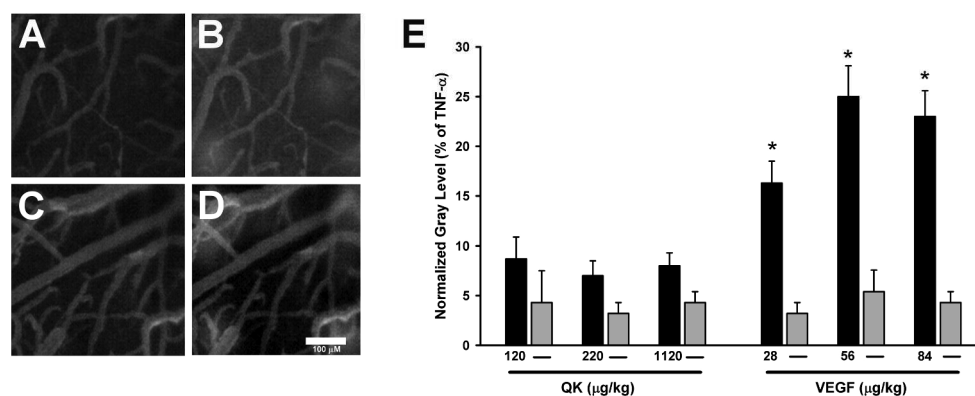 A
B
C
D
100 µM
E
Normalized Gray Level (% of TNF-α)
30
25
20
15
10
5
0
*
*
*
120 — 220 — 1120 — 28 — 56 — 84 —
QK (µg/kg) VEGF (µg/kg)